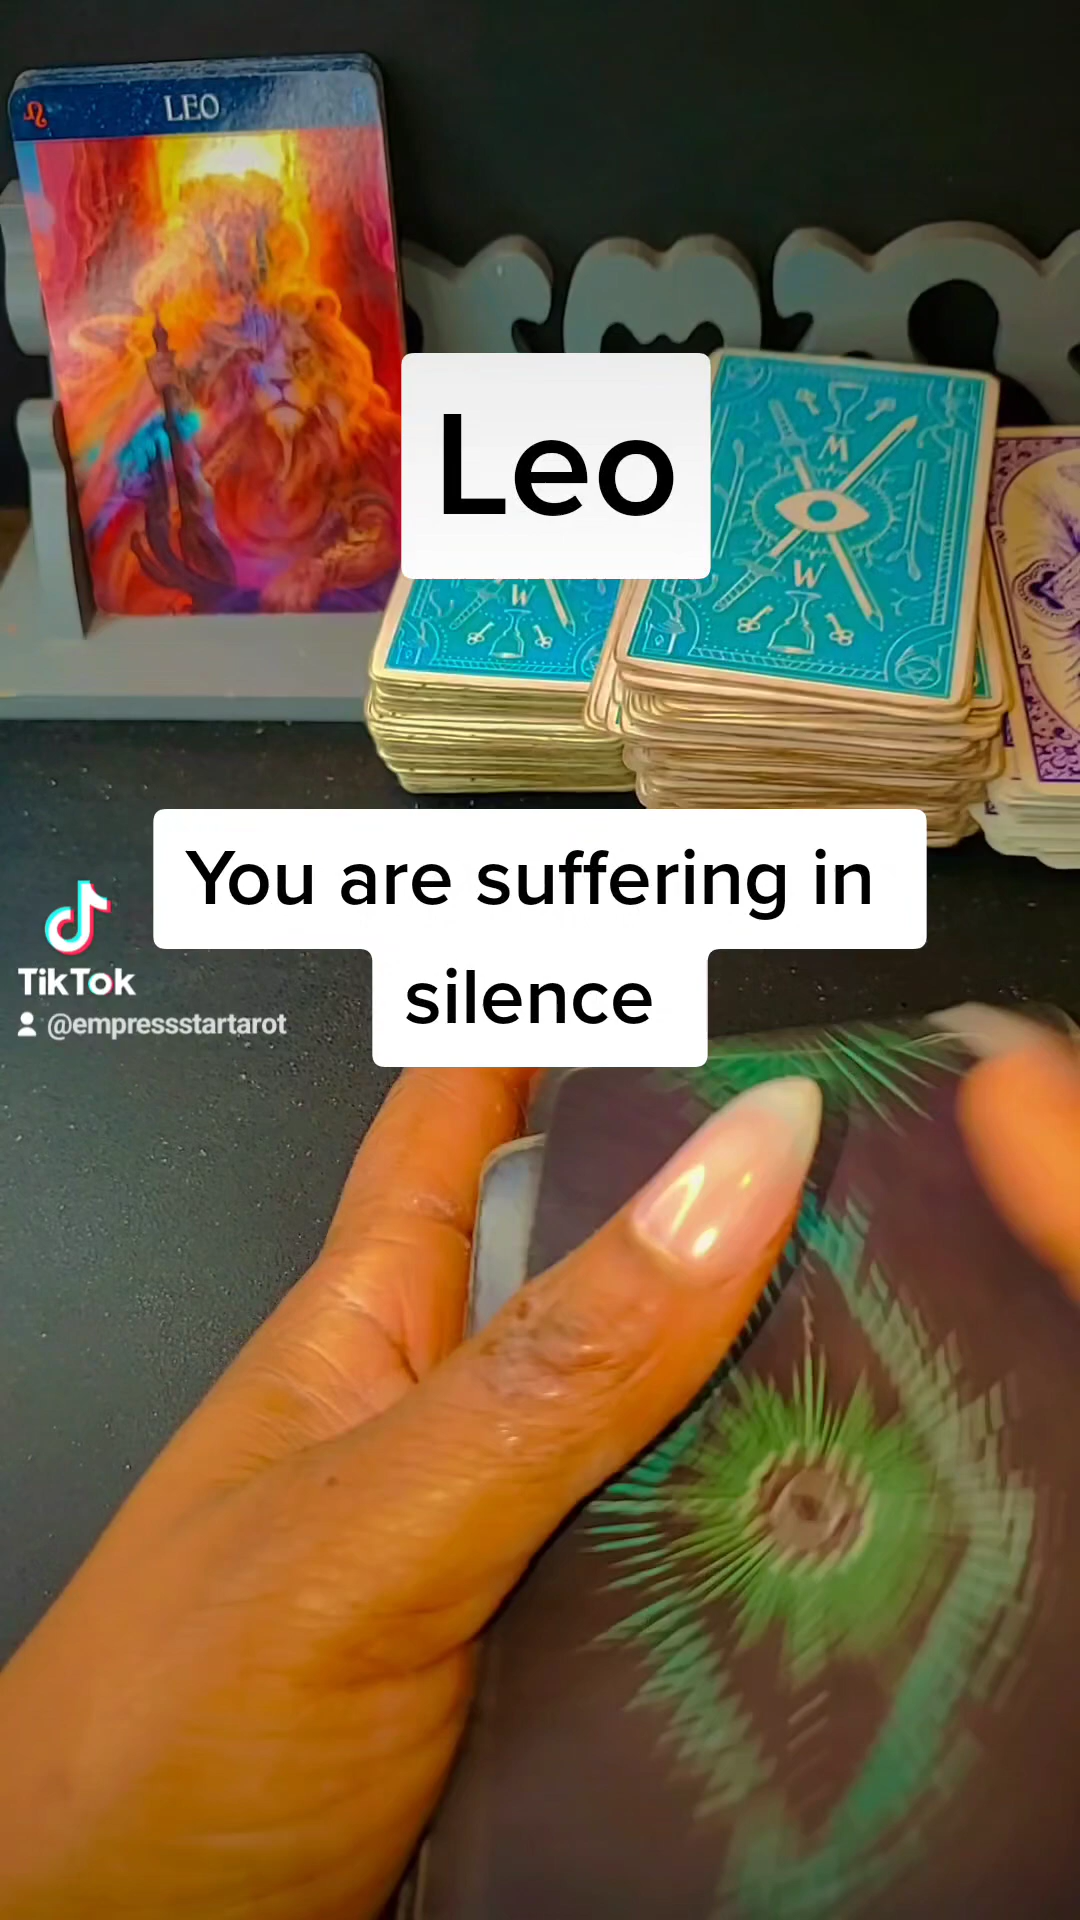 LEO
Leo
M
W
W
You are suffering in
silence
TikTok
@empressstartarot